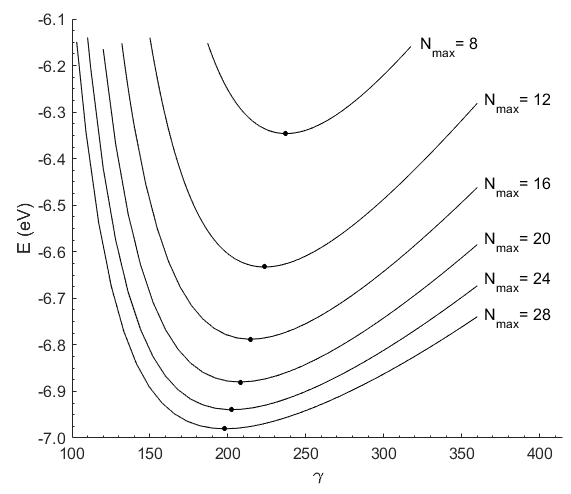 -6.1
-6.2
-6.3
-6.4
-6.5
-6.6
-6.7
-6.8
-6.9
-7.0
E (eV)
100 150 200 250 300 350 400
γ
N_max= 8
N_max= 12
N_max= 16
N_max= 20
N_max= 24
N_max= 28